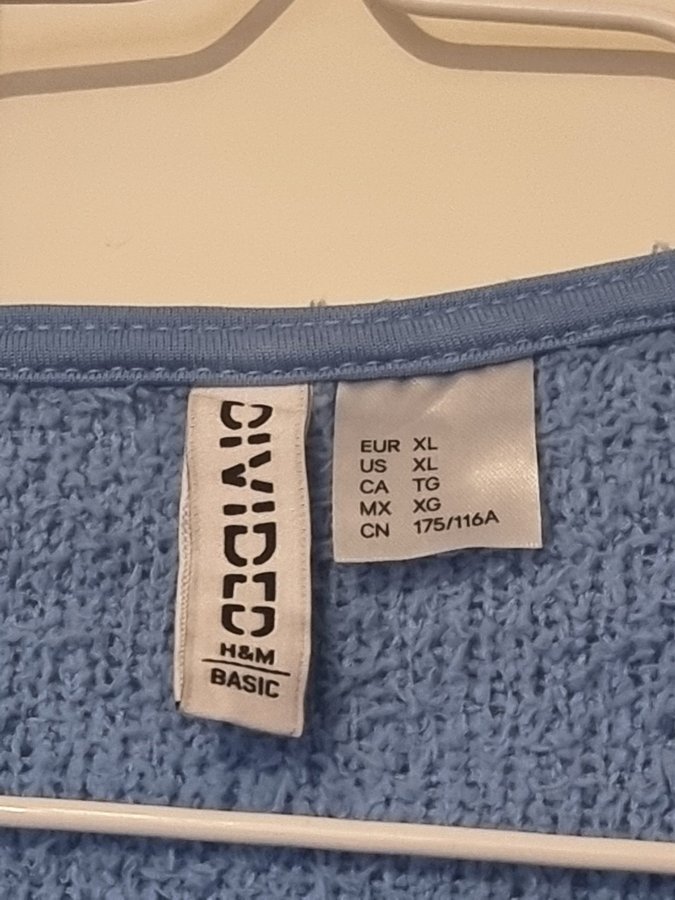 DIVIDED
H&M
BASIC
EUR XL
US XL
CA TG
MX XG
CN 175/116A